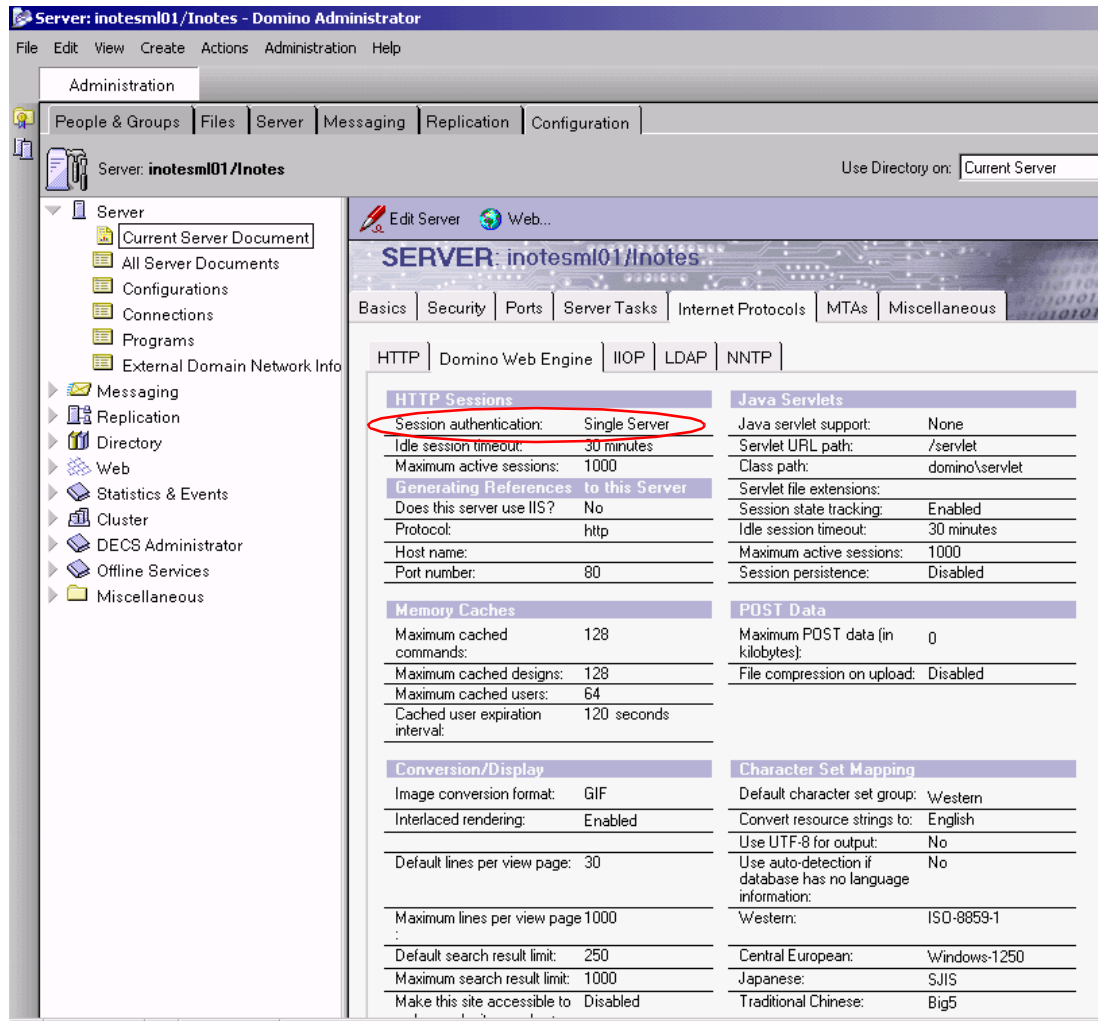 Server: inotesml01/Inotes - Domino Administrator
File Edit View Create Actions Administration Help
Administration
People & Groups Files Server Messaging Replication Configuration
Server: inotesml01/Inotes
Use Directory on: Current Server
Server
Current Server Document
All Server Documents
Configurations
Connections
Programs
External Domain Network Info
Messaging
Replication
Directory
Web
Statistics & Events
Cluster
DECS Administrator
Offline Services
Miscellaneous
Edit Server Web...
SERVER: inotesml01/Inotes
Basics Security Ports Server Tasks Internet Protocols MTAs Miscellaneous
HTTP Domino Web Engine IIOP LDAP NNTP
HTTP Sessions
Session authentication: Single Server
Idle session timeout: 30 minutes
Maximum active sessions: 1000
Generating References to this Server
Does this server use IIS? No
Protocol: http
Host name:
Port number: 80
Memory Caches
Maximum cached 128
commands:
Maximum cached designs: 128
Maximum cached users: 64
Cached user expiration 120 seconds
interval:
Conversion/Display
Image conversion format: GIF
Interlaced rendering: Enabled
Default lines per view page: 30
Maximum lines per view page 1000
:
Default search result limit: 250
Maximum search result limit: 1000
Make this site accessible to Disabled
Java Servlets
Java servlet support: None
Servlet URL path: /servlet
Class path: domino\servlet
Servlet file extensions:
Session state tracking: Enabled
Idle session timeout: 30 minutes
Maximum active sessions: 1000
Session persistence: Disabled
POST Data
Maximum POST data (in 0
kilobytes):
File compression on upload: Disabled
Character Set Mapping
Default character set group: Western
Convert resource strings to: English
Use UTF-8 for output: No
Use auto-detection if No
database has no language
information:
Western: ISO-8859-1
Central European: Windows-1250
Japanese: SJIS
Traditional Chinese: Big5